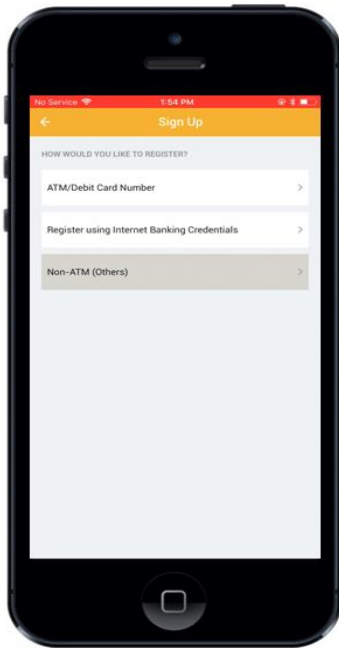 No Service 1:54 PM
Sign Up
HOW WOULD YOU LIKE TO REGISTER?
ATM/Debit Card Number
Register using Internet Banking Credentials
Non-ATM (Others)